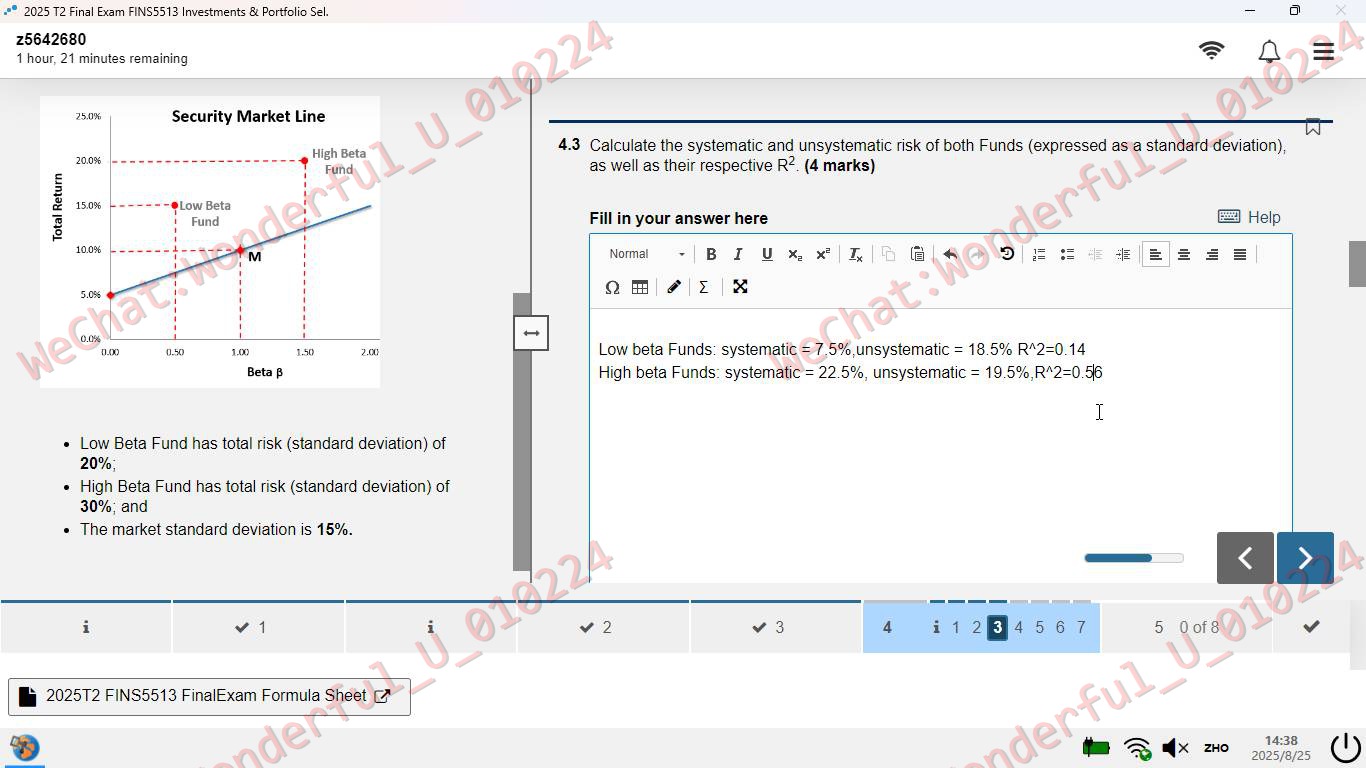 2025 T2 Final Exam FINS5513 Investments & Portfolio Sel.
z5642680
1 hour, 21 minutes remaining
Security Market Line
25.0%
20.0%
15.0%
10.0%
5.0%
0.0%
Total Return
High Beta
Fund
Low Beta
Fund
M
0.00 0.50 1.00 1.50 2.00
Beta β
• Low Beta Fund has total risk (standard deviation) of
20%;
• High Beta Fund has total risk (standard deviation) of
30%; and
• The market standard deviation is 15%.
4.3 Calculate the systematic and unsystematic risk of both Funds (expressed as a standard deviation),
as well as their respective R². (4 marks)
Fill in your answer here
Help
Normal B I U x₂ x² Tx
Ω Σ
Low beta Funds: systematic = 7.5%,unsystematic = 18.5% R^2=0.14
High beta Funds: systematic = 22.5%, unsystematic = 19.5%,R^2=0.56
i 1 i 2 3 4 i 1 2 3 4 5 6 7 5 0 of 8
2025T2 FINS5513 FinalExam Formula Sheet
ZHO
14:38
2025/8/25
WeChat:Wonderful_U_010224
WeChat:Wonderful_U_010224
Wonderful_U_010224
Wonderful_U_010224